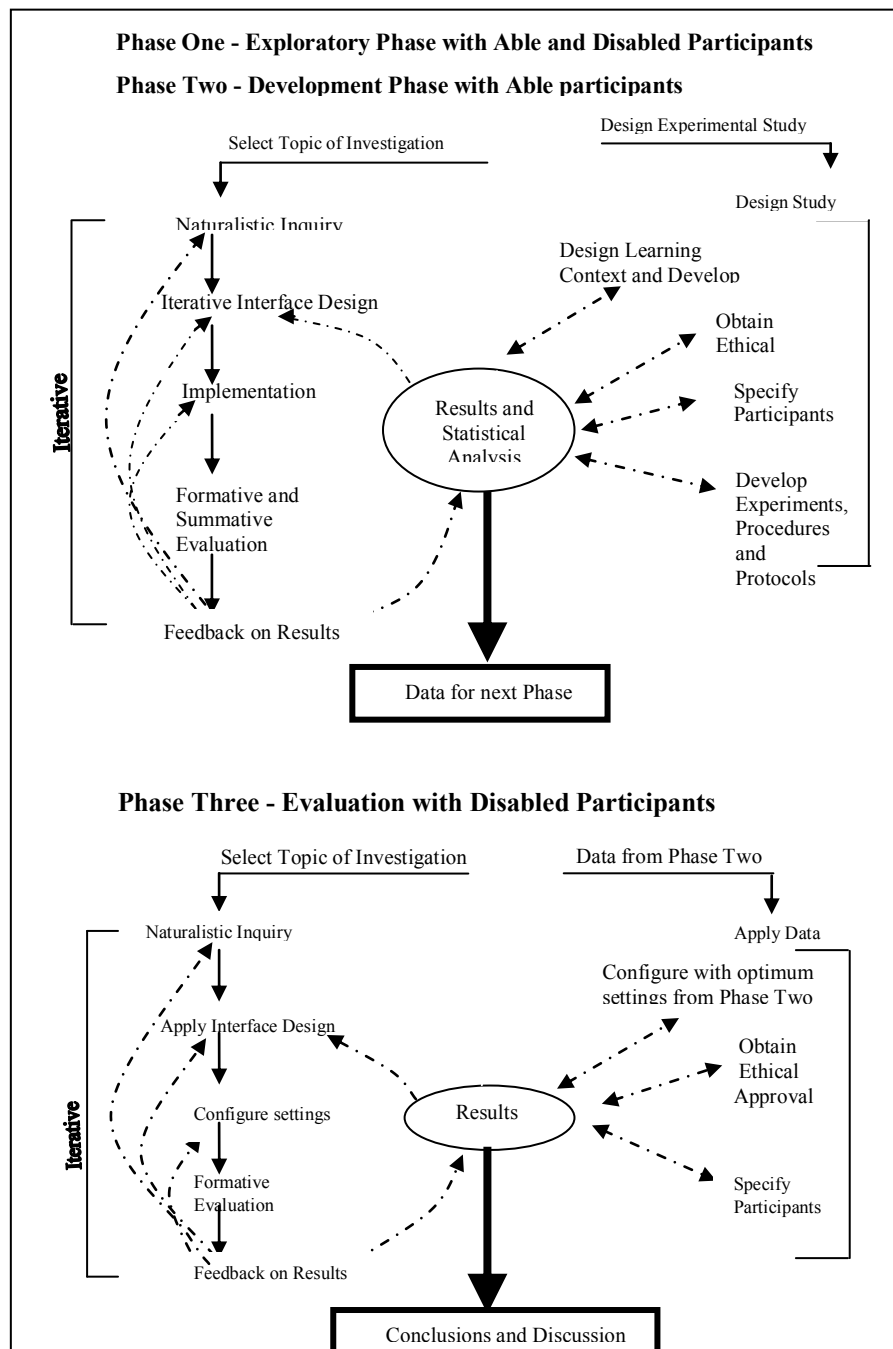 Phase One - Exploratory Phase with Able and Disabled Participants
Phase Two - Development Phase with Able participants
Select Topic of Investigation
Design Experimental Study
Naturalistic Inquiry
Iterative Interface Design
Implementation
Formative and
Summative
Evaluation
Feedback on Results
Iterative
Results and
Statistical
Analysis
Design Study
Design Learning
Context and Develop
Obtain
Ethical
Specify
Participants
Develop
Experiments,
Procedures
and
Protocols
Data for next Phase
Phase Three - Evaluation with Disabled Participants
Select Topic of Investigation
Data from Phase Two
Naturalistic Inquiry
Apply Interface Design
Configure settings
Formative
Evaluation
Feedback on Results
Iterative
Results
Apply Data
Configure with optimum
settings from Phase Two
Obtain
Ethical
Approval
Specify
Participants
Conclusions and Discussion